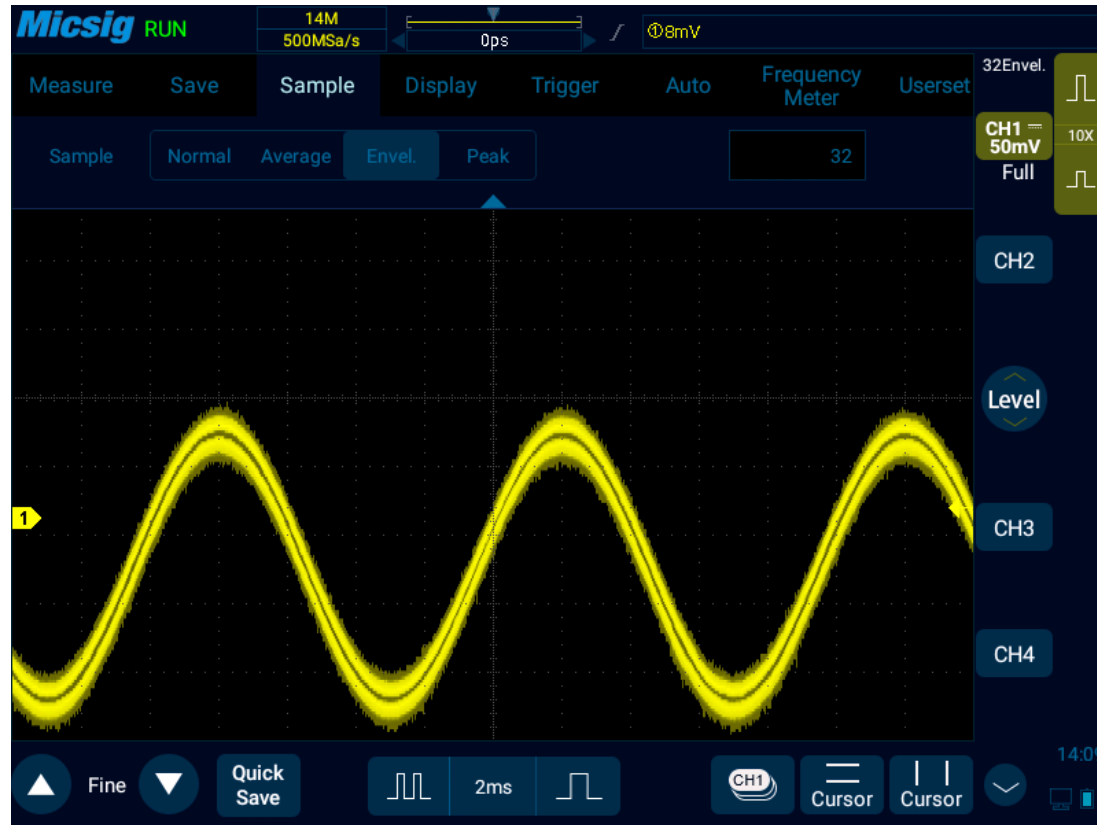 Micsig RUN
14M
500MSa/s
0ps
①8mV
Measure Save Sample Display Trigger Auto Frequency Meter Userset
32Envel.
CH1
50mV
Full
10X
Sample Normal Average Envel. Peak 32
CH2
Level
1
CH3
CH4
Fine
Quick
Save
2ms
CH1
Cursor
Cursor